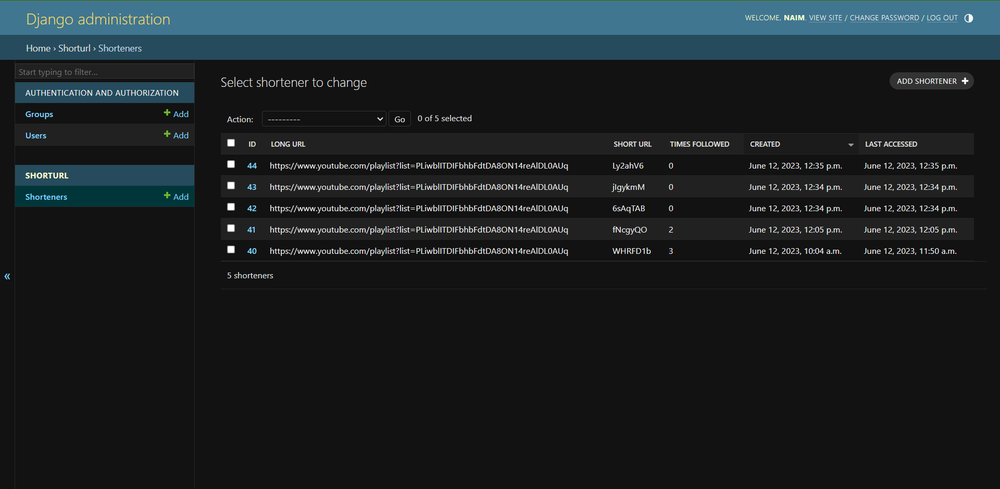 Django administration
WELCOME, NAIM. VIEW SITE / CHANGE PASSWORD / LOG OUT
Home › Shorturl › Shorteners
Start typing to filter...
AUTHENTICATION AND AUTHORIZATION
Groups Add
Users Add
SHORTURL
Shorteners Add
«
Select shortener to change
ADD SHORTENER
Action: --------- Go 0 of 5 selected
ID LONG URL SHORT URL TIMES FOLLOWED CREATED LAST ACCESSED
44 https://www.youtube.com/playlist?list=PLiwblITDIFbhbFdtDA8ON14reAlDL0AUq Ly2ahV6 0 June 12, 2023, 12:35 p.m. June 12, 2023, 12:35 p.m.
43 https://www.youtube.com/playlist?list=PLiwblITDIFbhbFdtDA8ON14reAlDL0AUq jIgykmM 0 June 12, 2023, 12:34 p.m. June 12, 2023, 12:34 p.m.
42 https://www.youtube.com/playlist?list=PLiwblITDIFbhbFdtDA8ON14reAlDL0AUq 6sAqTAB 0 June 12, 2023, 12:34 p.m. June 12, 2023, 12:34 p.m.
41 https://www.youtube.com/playlist?list=PLiwblITDIFbhbFdtDA8ON14reAlDL0AUq fNcgyQO 2 June 12, 2023, 12:05 p.m. June 12, 2023, 12:05 p.m.
40 https://www.youtube.com/playlist?list=PLiwblITDIFbhbFdtDA8ON14reAlDL0AUq WHRFD1b 3 June 12, 2023, 10:04 a.m. June 12, 2023, 11:50 a.m.
5 shorteners